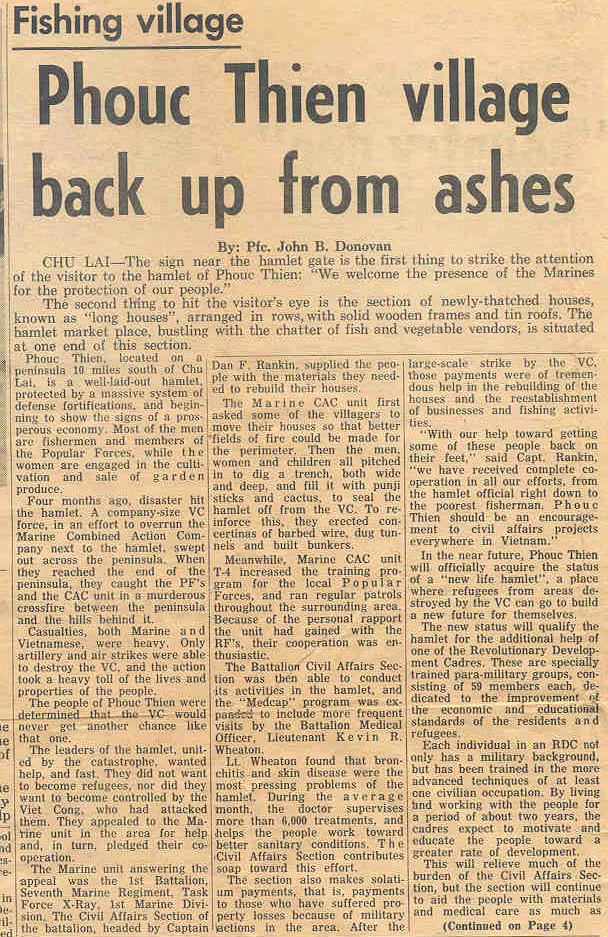 Fishing village
Phouc Thien village
back up from ashes
By: Pfc. John B. Donovan
CHU LAI—The sign near the hamlet gate is the first thing to strike the attention
of the visitor to the hamlet of Phouc Thien: “We welcome the presence of the Marines
for the protection of our people.”
The second thing to hit the visitor’s eye is the section of newly-thatched houses,
known as “long houses”, arranged in rows, with solid wooden frames and tin roofs. The
hamlet market place, bustling with the chatter of fish and vegetable vendors, is situated
at one end of this section.
Phouc Thien, located on a
peninsula 10 miles south of Chu
Lai, is a well-laid-out hamlet,
protected by a massive system of
defense fortifications, and begin-
ning to show the signs of a pros-
perous economy. Most of the men
are fishermen and members of
the Popular Forces, while the
women are engaged in the culti-
vation and sale of garden
produce.
Four months ago, disaster hit
the hamlet. A company-size VC
force, in an effort to overrun the
Marine Combined Action Com-
pany next to the hamlet, swept
out across the peninsula. When
they reached the end of the
peninsula, they caught the PF’s
and the CAC unit in a murderous
crossfire between the peninsula
and the hills behind it.
Casualties, both Marine and
Vietnamese, were heavy. Only
artillery and air strikes were able
to destroy the VC, and the action
took a heavy toll of the lives and
properties of the people.
The people of Phouc Thien were
determined that the VC would
never get another chance like
that one.
The leaders of the hamlet, unit-
ed by the catastrophe, wanted
help, and fast. They did not want
to become refugees, nor did they
want to become controlled by the
Viet Cong, who had attacked
them. They appealed to the Ma-
rine unit in the area for help
and, in turn, pledged their co-
operation.
The Marine unit answering the
appeal was the 1st Battalion,
Seventh Marine Regiment, Task
Force X-Ray, 1st Marine Divi-
sion. The Civil Affairs Section of
the battalion, headed by Captain
Dan F. Rankin, supplied the peo-
ple with the materials they need-
ed to rebuild their houses.
The Marine CAC unit first
asked some of the villagers to
move their houses so that better
fields of fire could be made for
the perimeter. Then the men,
women and children all pitched
in to dig a trench, both wide
and deep, and fill it with punji
sticks and cactus, to seal the
hamlet off from the VC. To re-
inforce this, they erected con-
certinas of barbed wire, dug tun-
nels and built bunkers.
Meanwhile, Marine CAC unit
T-4 increased the training pro-
gram for the local Popular
Forces, and ran regular patrols
throughout the surrounding area.
Because of the personal rapport
the unit had gained with the
RF’s, their cooperation was en-
thusiastic.
The Battalion Civil Affairs Sec-
tion was then able to conduct
its activities in the hamlet, and
the “Medcap” program was ex-
panded to include more frequent
visits by the Battalion Medical
Officer, Lieutenant Kevin R.
Wheaton.
Lt. Wheaton found that bron-
chitis and skin disease were the
most pressing problems of the
hamlet. During the average
month, the doctor supervises
more than 6,000 treatments, and
helps the people work toward
better sanitary conditions. The
Civil Affairs Section contributes
soap toward this effort.
The section also makes solati-
um payments, that is, payments
to those who have suffered pro-
perty losses because of military
actions in the area. After the
large-scale strike by the VC,
those payments were of tremen-
dous help in the rebuilding of the
houses and the reestablishment
of businesses and fishing activi-
ties.
“With our help toward getting
some of these people back on
their feet,” said Capt. Rankin,
“we have received complete co-
operation in all our efforts, from
the hamlet official right down to
the poorest fisherman. Phouc
Thien should be an encourage-
ment to civil affairs projects
everywhere in Vietnam.”
In the near future, Phouc Thien
will officially acquire the status
of a “new life hamlet”, a place
where refugees from areas de-
stroyed by the VC can go to build
a new future for themselves.
The new status will qualify the
hamlet for the additional help of
one of the Revolutionary Develop-
ment Cadres. These are specially
trained para-military groups, con-
sisting of 59 members each, de-
dicated to the improvement of
the economic and educational
standards of the residents and
refugees.
Each individual in an RDC not
only has a military background,
but has been trained in the more
advanced techniques of at least
one civilian occupation. By living
and working with the people for
a period of about two years, the
cadres expect to motivate and
educate the people toward a
greater rate of development.
This will relieve much of the
burden of the Civil Affairs Sec-
tion, but the section will continue
to aid the people with materials
and medical care as much as
(Continued on Page 4)